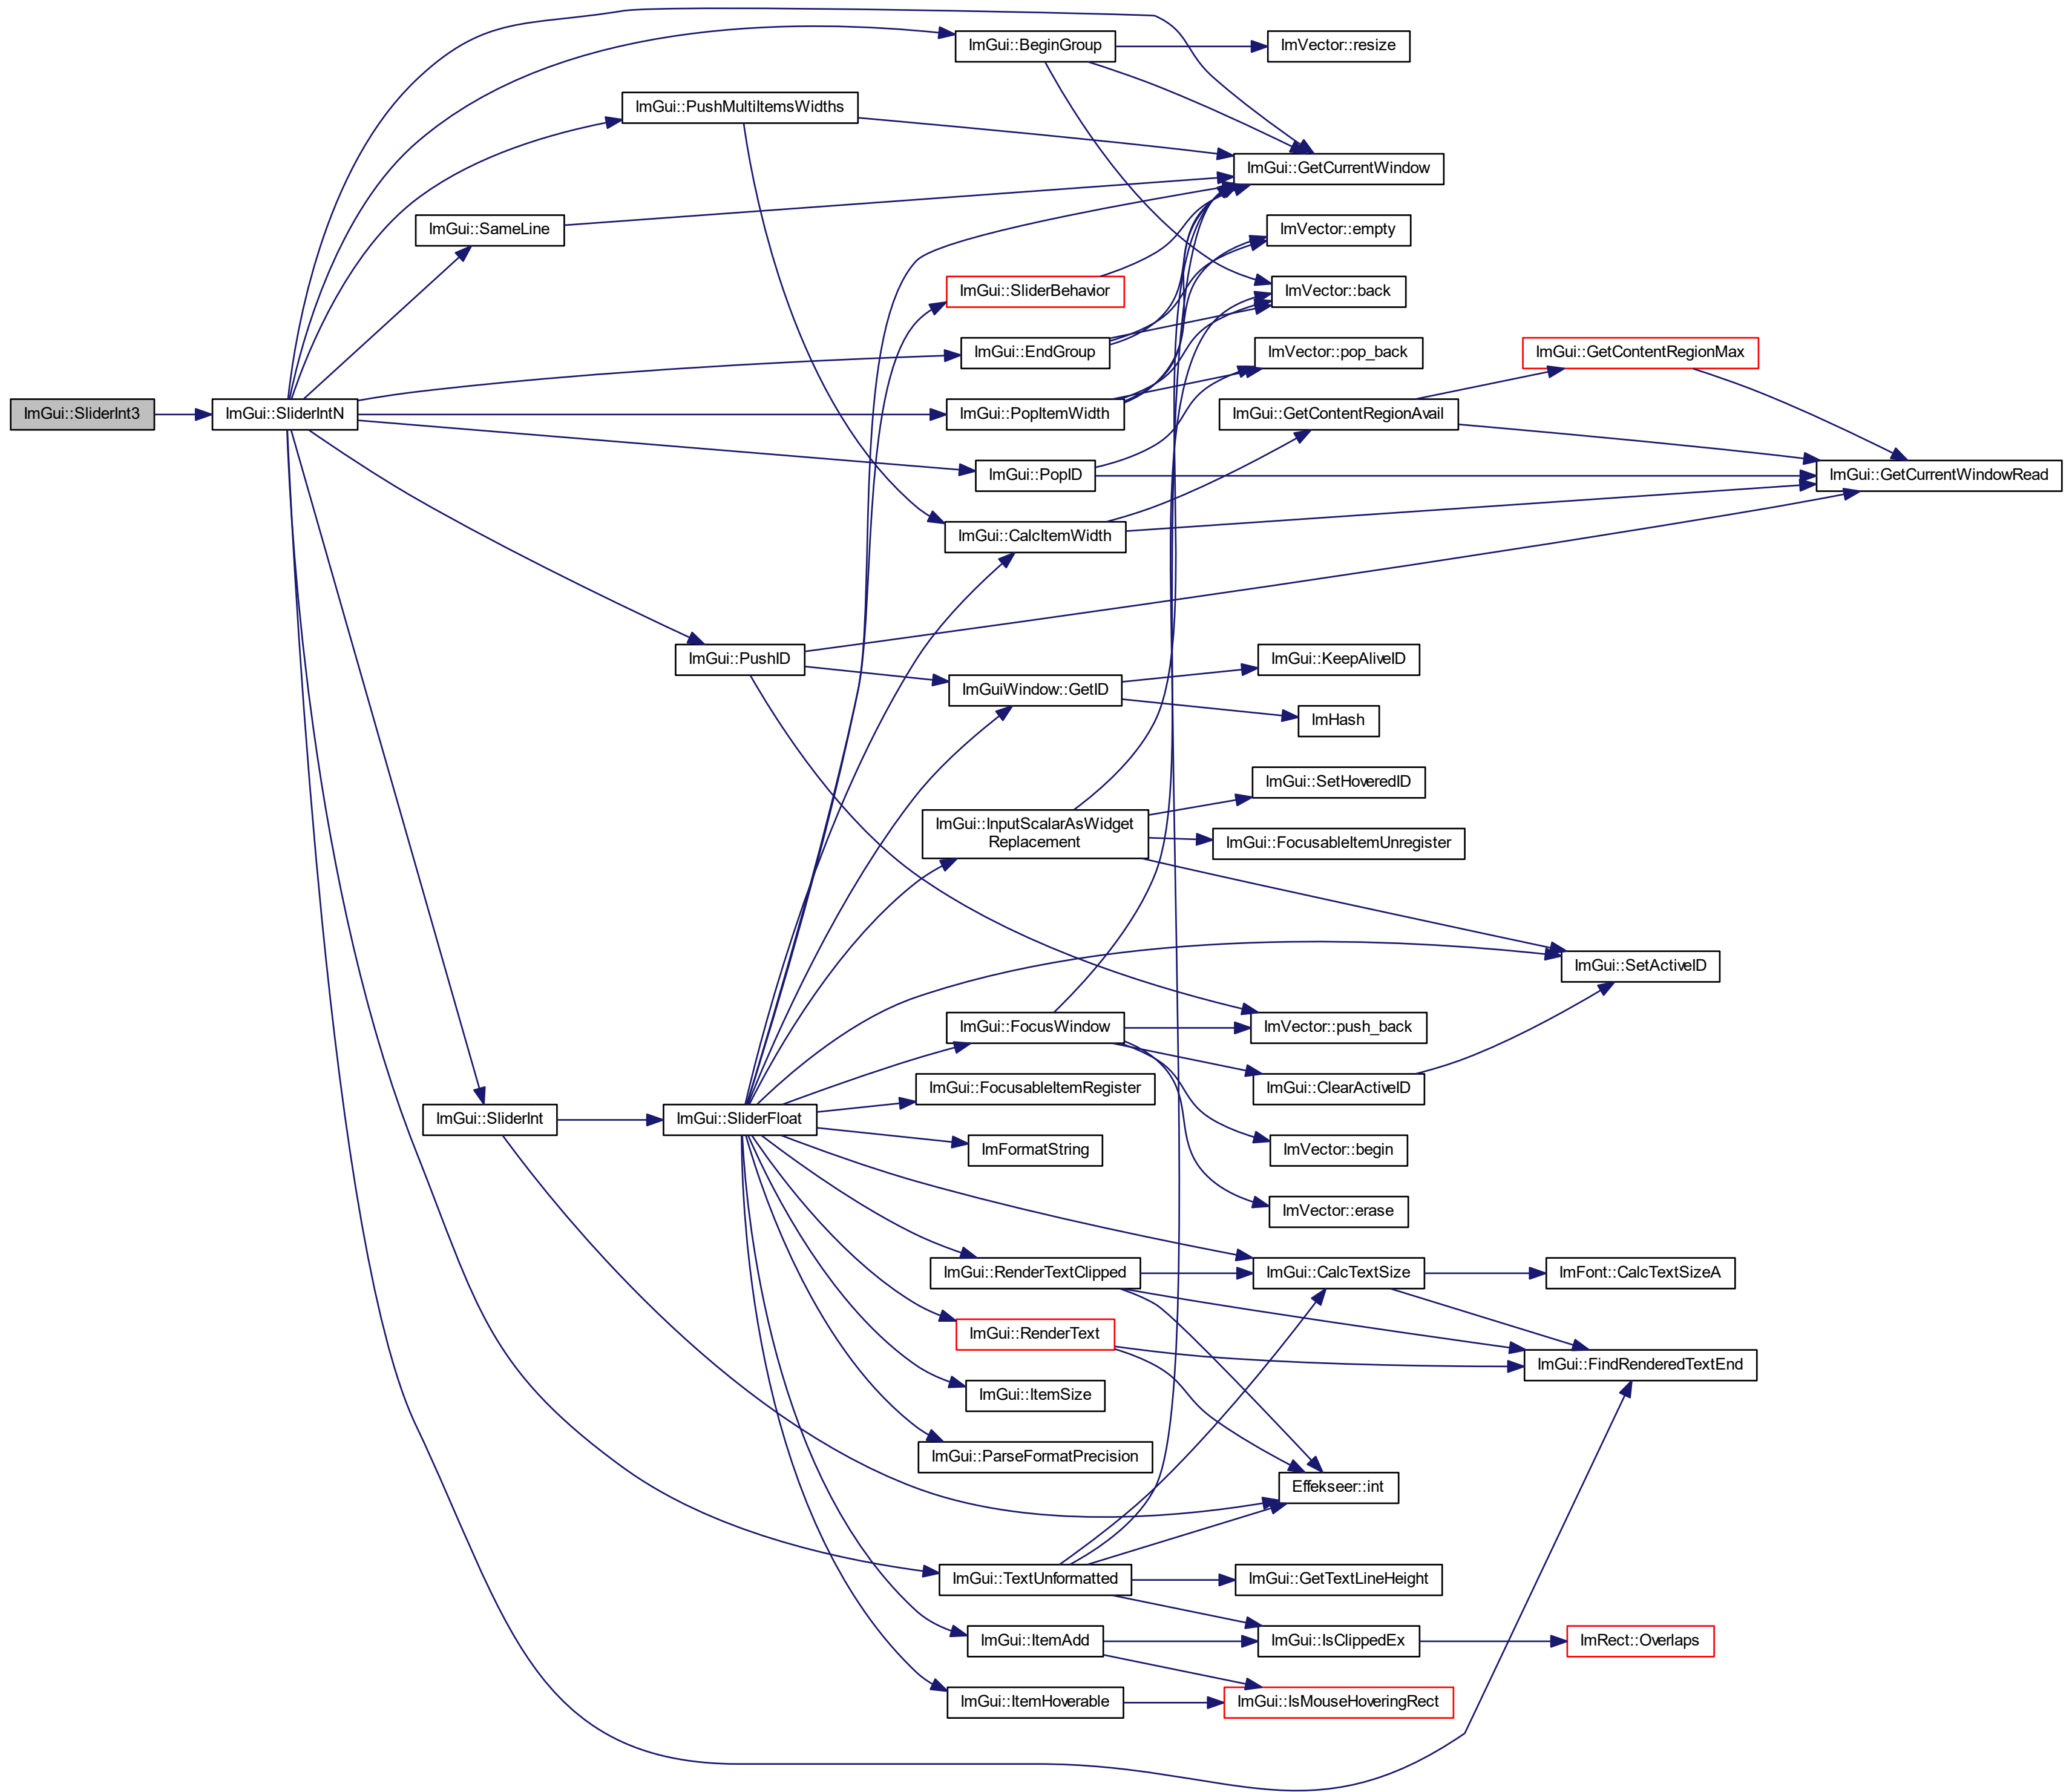 ImGui::BeginGroup
ImVector::resize
ImGui::PushMultiItemsWidths
ImGui::GetCurrentWindow
ImGui::SameLine
ImVector::empty
ImGui::SliderBehavior
ImVector::back
ImGui::EndGroup
ImVector::pop_back
ImGui::GetContentRegionMax
ImGui::SliderInt3
ImGui::SliderIntN
ImGui::PopItemWidth
ImGui::GetContentRegionAvail
ImGui::PopID
ImGui::GetCurrentWindowRead
ImGui::CalcItemWidth
ImGui::PushID
ImGui::KeepAliveID
ImGuiWindow::GetID
ImHash
ImGui::SetHoveredID
ImGui::InputScalarAsWidget
Replacement
ImGui::FocusableItemUnregister
ImGui::SetActiveID
ImGui::FocusWindow
ImVector::push_back
ImGui::FocusableItemRegister
ImGui::ClearActiveID
ImGui::SliderInt
ImGui::SliderFloat
ImFormatString
ImVector::begin
ImVector::erase
ImGui::RenderTextClipped
ImGui::CalcTextSize
ImFont::CalcTextSizeA
ImGui::RenderText
ImGui::FindRenderedTextEnd
ImGui::ItemSize
ImGui::ParseFormatPrecision
Effekseer::int
ImGui::TextUnformatted
ImGui::GetTextLineHeight
ImGui::ItemAdd
ImGui::IsClippedEx
ImRect::Overlaps
ImGui::ItemHoverable
ImGui::IsMouseHoveringRect